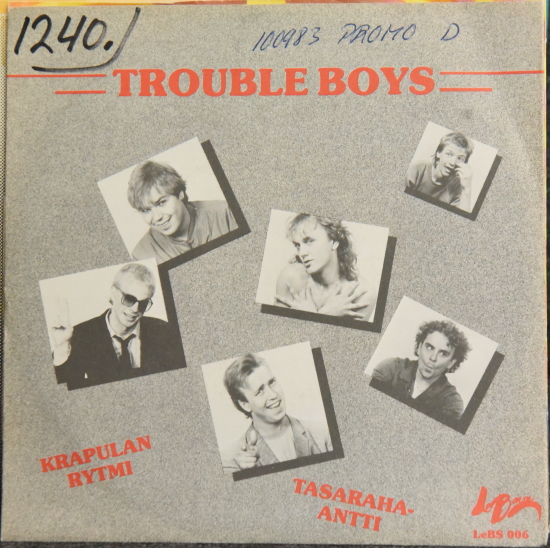 1240.
100983 PROMO D
TROUBLE BOYS
KRAPULAN
RYTMI
TASARAHA-
ANTTI
LeBS 006